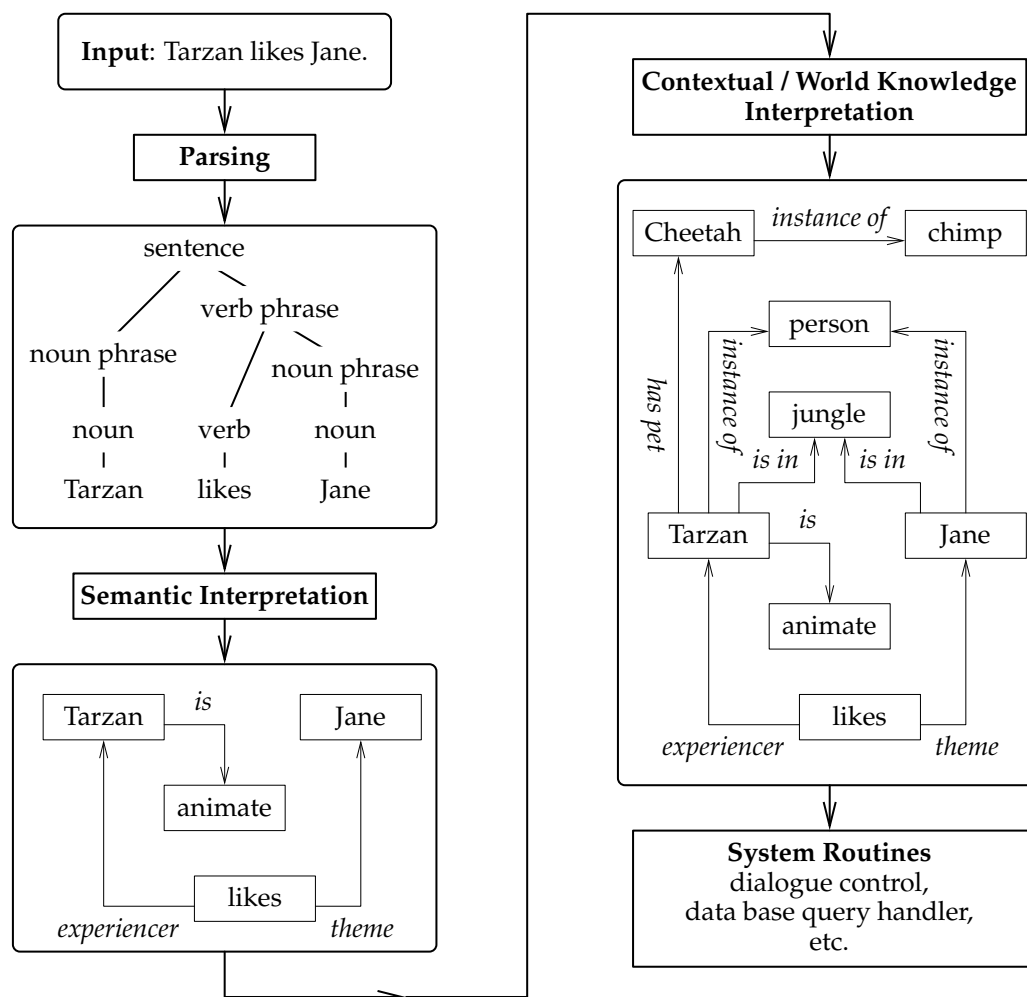 Input: Tarzan likes Jane.
Parsing
sentence
verb phrase
noun phrase
noun phrase
noun
verb
noun
Tarzan
likes
Jane
Semantic Interpretation
Tarzan
is
Jane
animate
likes
experiencer
theme
Contextual / World Knowledge
Interpretation
Cheetah
instance of
chimp
person
has pet
instance of
instance of
jungle
is in
is in
Tarzan
is
Jane
animate
likes
experiencer
theme
System Routines
dialogue control,
data base query handler,
etc.